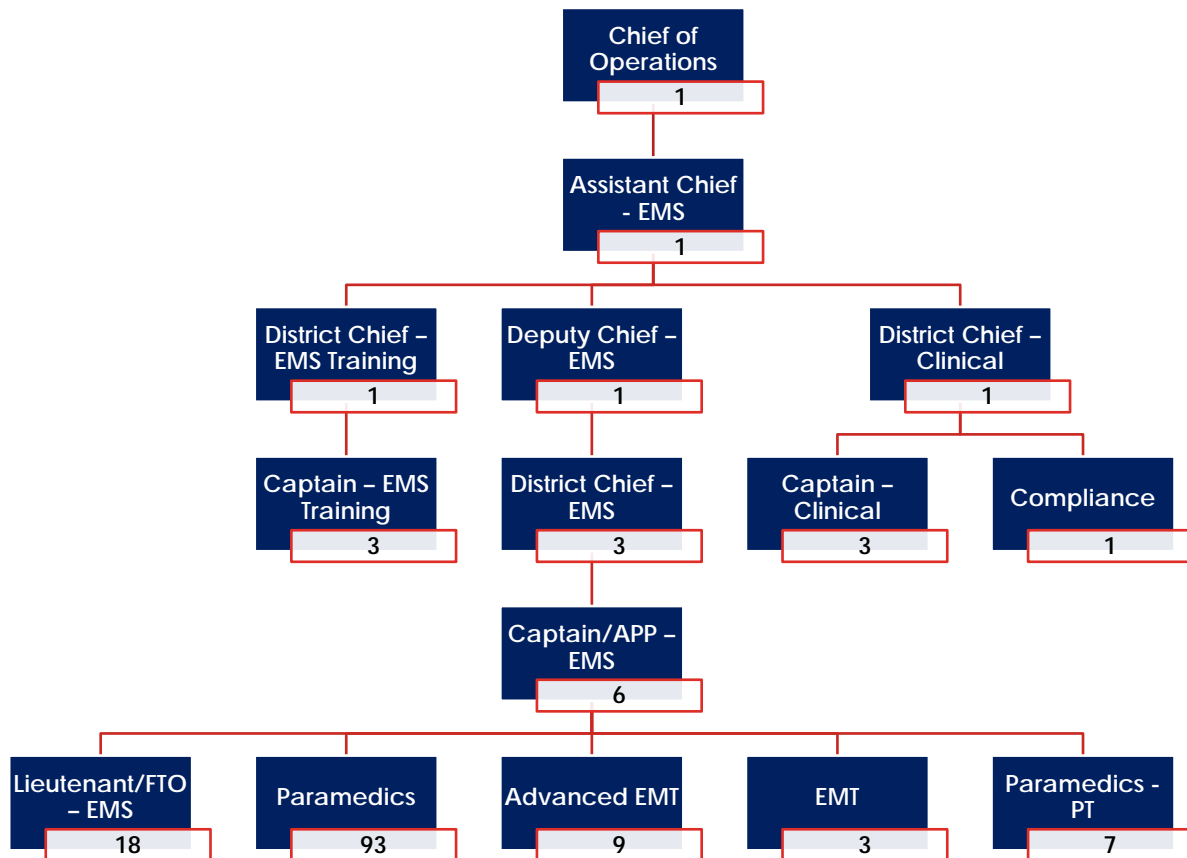 Chief of
Operations
1
Assistant Chief
- EMS
1
District Chief –
EMS Training
1
Deputy Chief –
EMS
1
District Chief –
Clinical
1
Captain – EMS
Training
3
District Chief –
EMS
3
Captain –
Clinical
3
Compliance
1
Captain/APP –
EMS
6
Lieutenant/FTO
– EMS
18
Paramedics
93
Advanced EMT
9
EMT
3
Paramedics -
PT
7